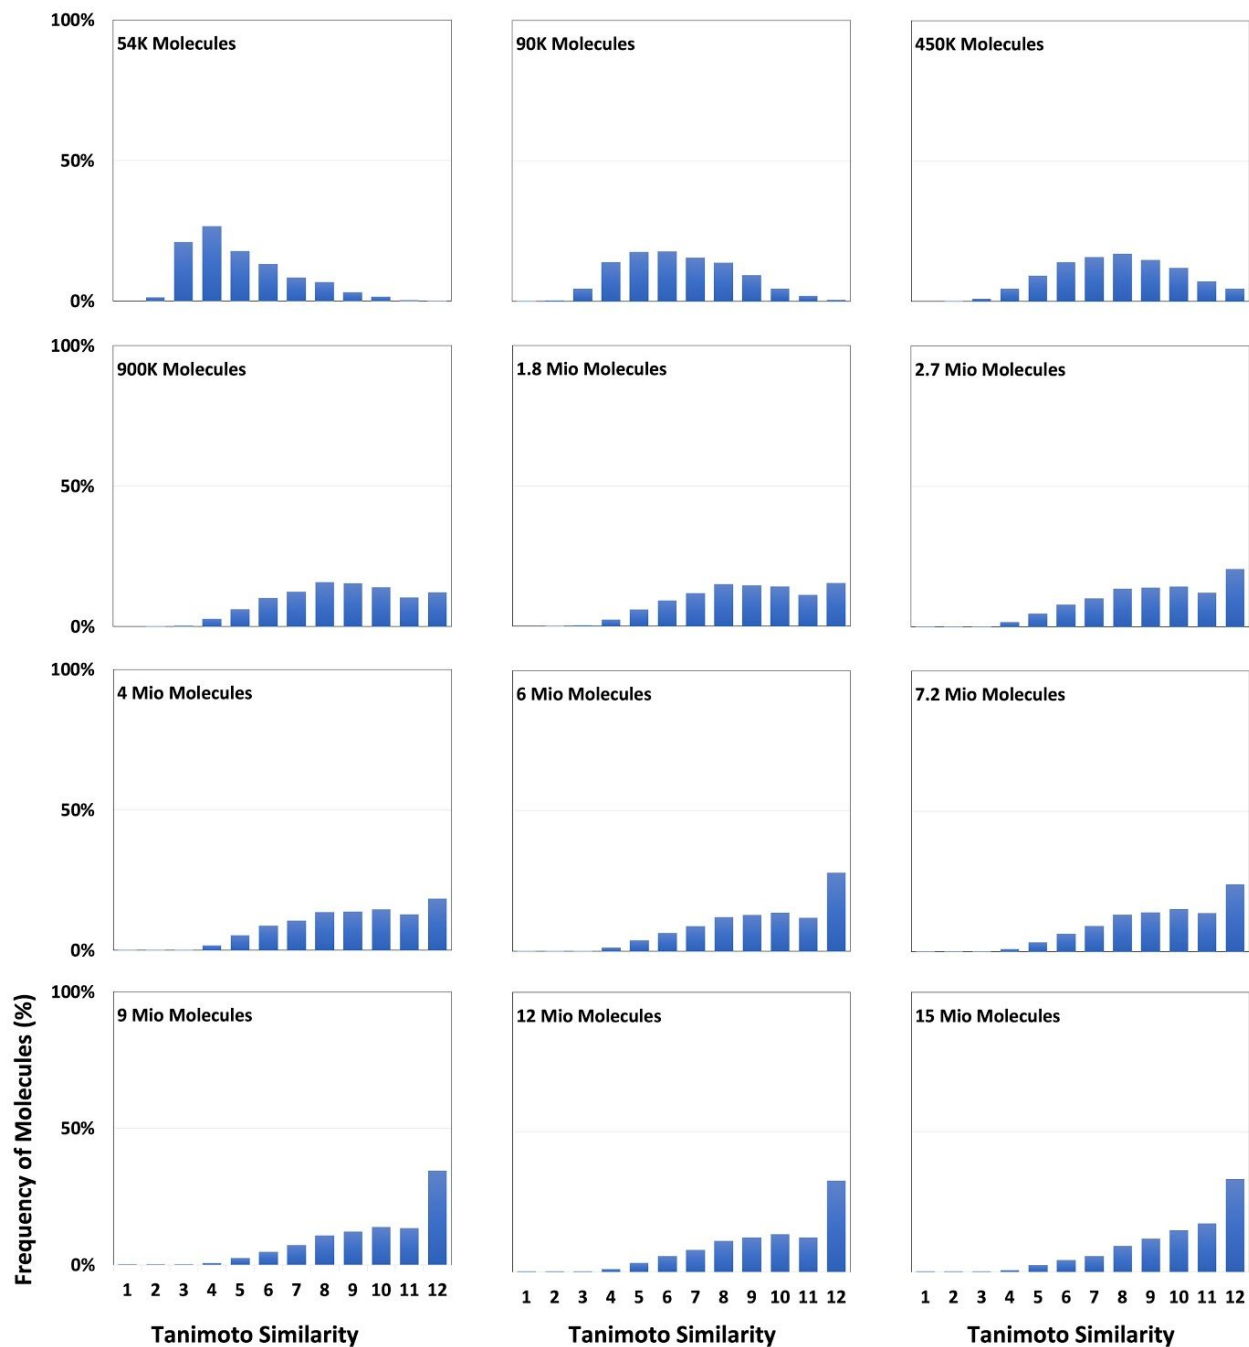 100%
54K Molecules
90K Molecules
450K Molecules
50%
0%
100%
900K Molecules
1.8 Mio Molecules
2.7 Mio Molecules
50%
0%
100%
4 Mio Molecules
6 Mio Molecules
7.2 Mio Molecules
50%
0%
Frequency of Molecules (%)
100%
9 Mio Molecules
12 Mio Molecules
15 Mio Molecules
50%
0%
1 2 3 4 5 6 7 8 9 10 11 12
1 2 3 4 5 6 7 8 9 10 11 12
1 2 3 4 5 6 7 8 9 10 11 12
Tanimoto Similarity
Tanimoto Similarity
Tanimoto Similarity